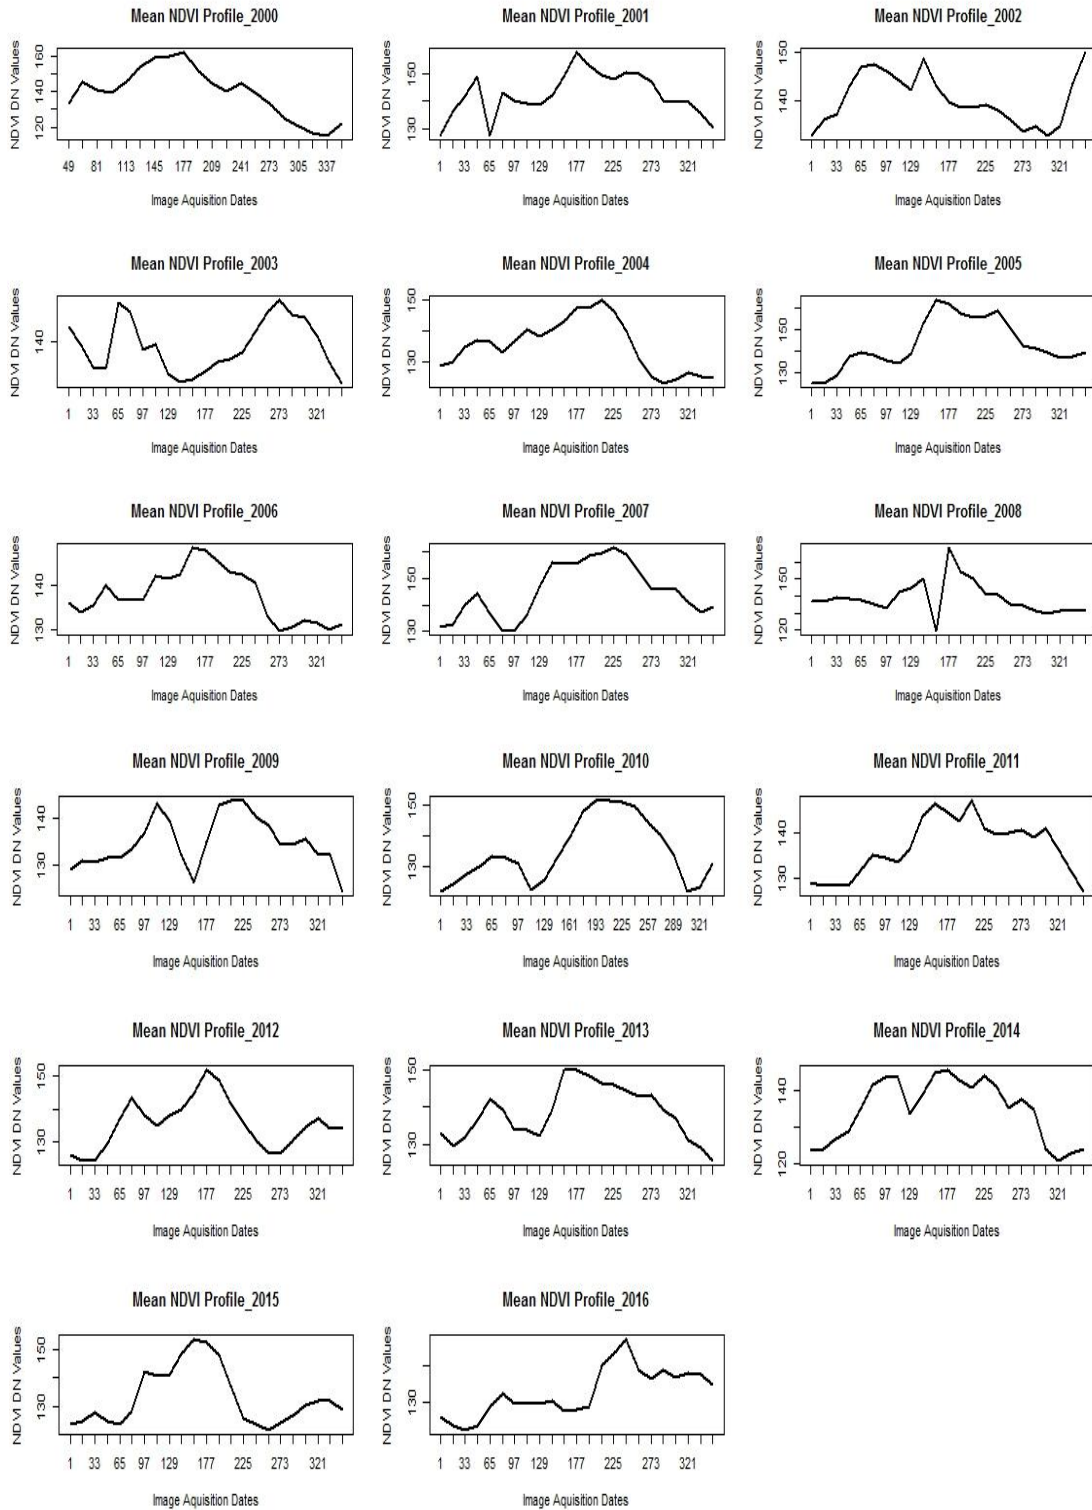 Mean NDVI Profile_2000
Mean NDVI Profile_2001
Mean NDVI Profile_2002
NDVI DN Values
120 140 160
49 81 113 145 177 209 241 273 305 337
Image Aquisition Dates
NDVI DN Values
130 150
1 33 65 97 129 177 225 273 321
Image Aquisition Dates
NDVI DN Values
140 150
1 33 65 97 129 177 225 273 321
Image Aquisition Dates
Mean NDVI Profile_2003
Mean NDVI Profile_2004
Mean NDVI Profile_2005
NDVI DN Values
140
1 33 65 97 129 177 225 273 321
Image Aquisition Dates
NDVI DN Values
130 150
1 33 65 97 129 177 225 273 321
Image Aquisition Dates
NDVI DN Values
130 150
1 33 65 97 129 177 225 273 321
Image Aquisition Dates
Mean NDVI Profile_2006
Mean NDVI Profile_2007
Mean NDVI Profile_2008
NDVI DN Values
130 140
1 33 65 97 129 177 225 273 321
Image Aquisition Dates
NDVI DN Values
130 150
1 33 65 97 129 177 225 273 321
Image Aquisition Dates
NDVI DN Values
120 150
1 33 65 97 129 177 225 273 321
Image Aquisition Dates
Mean NDVI Profile_2009
Mean NDVI Profile_2010
Mean NDVI Profile_2011
NDVI DN Values
130 140
1 33 65 97 129 177 225 273 321
Image Aquisition Dates
NDVI DN Values
130 150
1 33 65 97 129 161 193 225 257 289 321
Image Aquisition Dates
NDVI DN Values
130 140
1 33 65 97 129 177 225 273 321
Image Aquisition Dates
Mean NDVI Profile_2012
Mean NDVI Profile_2013
Mean NDVI Profile_2014
NDVI DN Values
130 150
1 33 65 97 129 177 225 273 321
Image Aquisition Dates
NDVI DN Values
130 150
1 33 65 97 129 177 225 273 321
Image Aquisition Dates
NDVI DN Values
120 140
1 33 65 97 129 177 225 273 321
Image Aquisition Dates
Mean NDVI Profile_2015
Mean NDVI Profile_2016
NDVI DN Values
130 150
1 33 65 97 129 177 225 273 321
Image Aquisition Dates
NDVI DN Values
130
1 33 65 97 129 177 225 273 321
Image Aquisition Dates